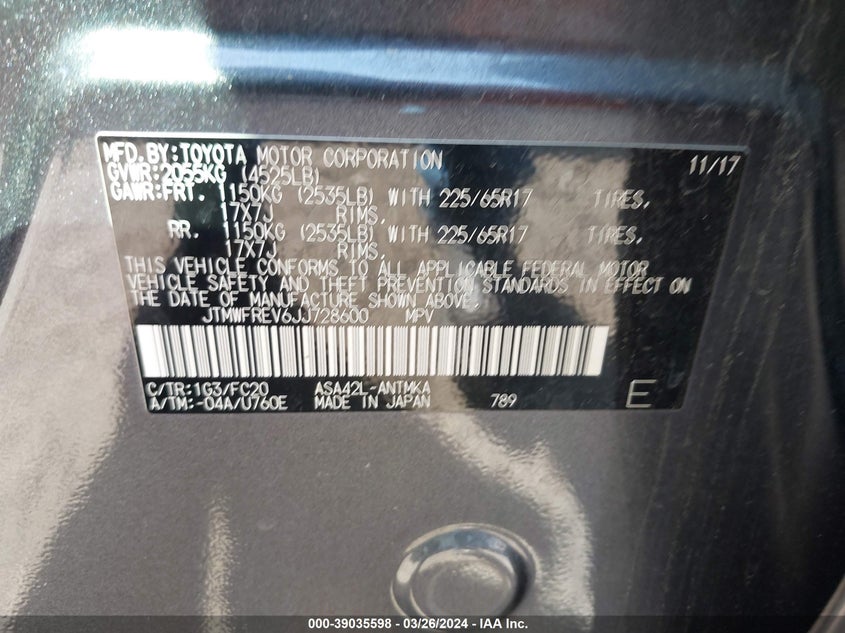 MFD.BY:TOYOTA MOTOR CORPORATION 11/17
GVWR:2055KG (4525LB)
GAWR:FRT. 1150KG (2535LB) WITH 225/65R17 TIRES,
17X7J RIMS,
RR. 1150KG (2535LB) WITH 225/65R17 TIRES,
17X7J RIMS.
THIS VEHICLE CONFORMS TO ALL APPLICABLE FEDERAL MOTOR
VEHICLE SAFETY AND THEFT PREVENTION STANDARDS IN EFFECT ON
THE DATE OF MANUFACTURE SHOWN ABOVE.
JTMWFREV6JJ728600 MPV
C/TR:1G3/FC20 ASA42L-ANTMKA
A/TM:-04A/U760E MADE IN JAPAN 789 E
000-39035598 - 03/26/2024 - IAA Inc.